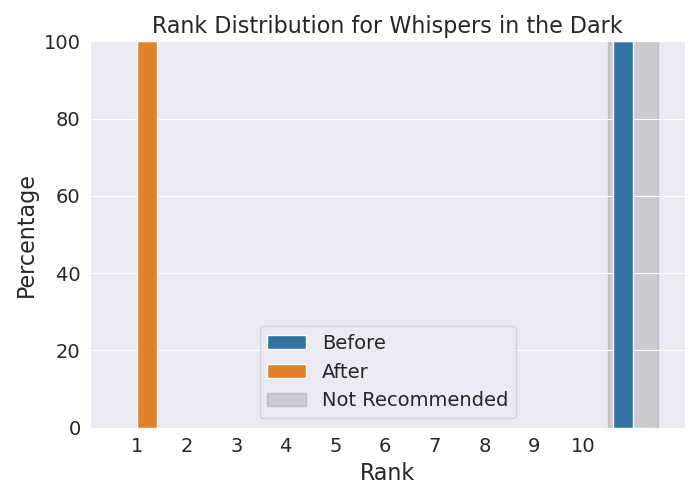 Rank Distribution for Whispers in the Dark
100
80
60
40
20
0
Percentage
Before
After
Not Recommended
1 2 3 4 5 6 7 8 9 10
Rank